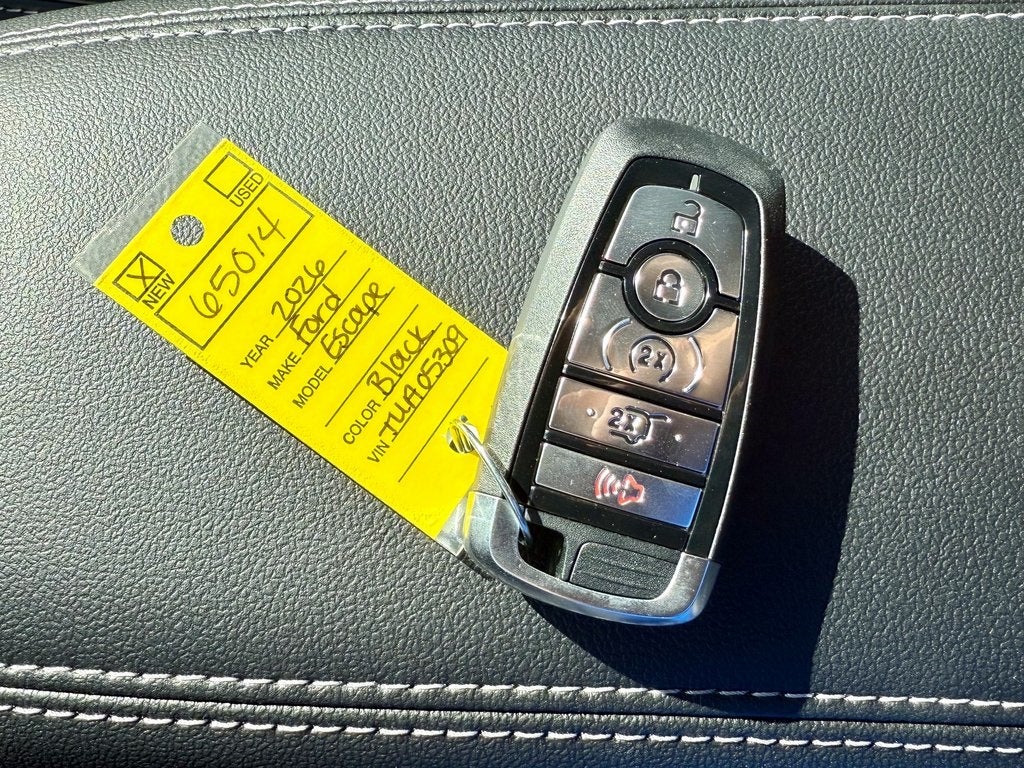 USED
X NEW
65014
YEAR 2026
MAKE Ford
MODEL Escape
COLOR Black
VIN TUA05309
2X
2X